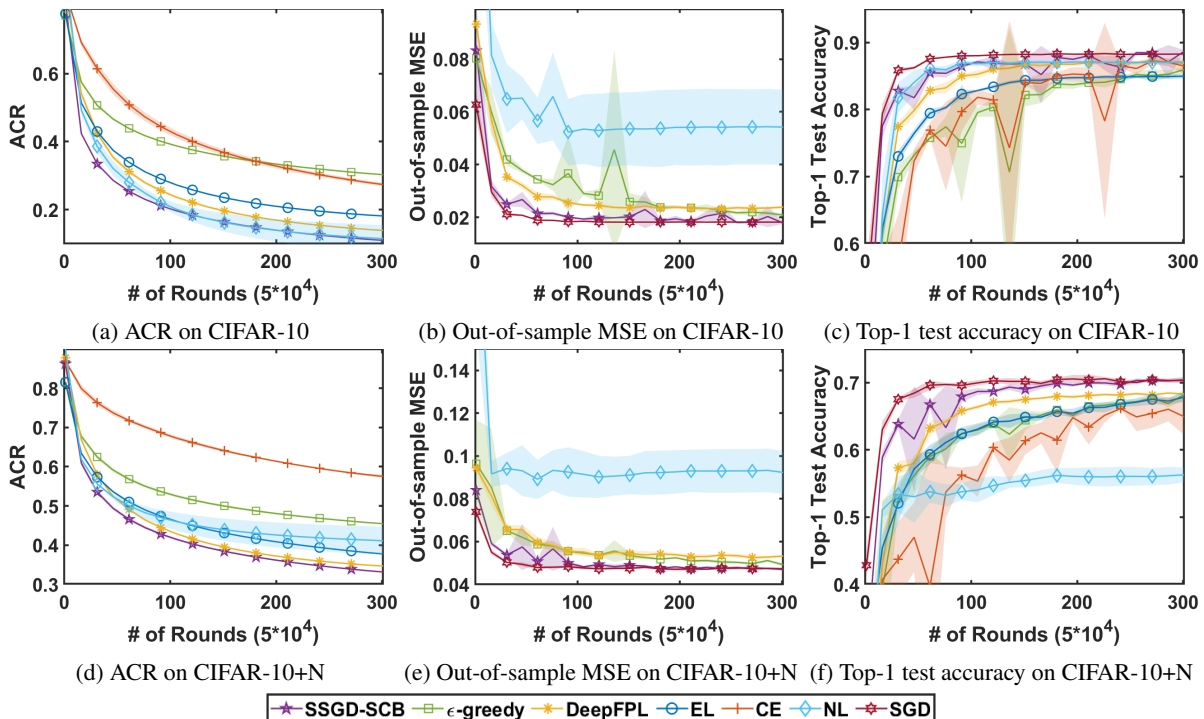 ACR
0.6
0.4
0.2
0 100 200 300
# of Rounds (5*10^4)
(a) ACR on CIFAR-10
Out-of-sample MSE
0.08
0.06
0.04
0.02
0 100 200 300
# of Rounds (5*10^4)
(b) Out-of-sample MSE on CIFAR-10
Top-1 Test Accuracy
0.9
0.8
0.7
0.6
0 100 200 300
# of Rounds (5*10^4)
(c) Top-1 test accuracy on CIFAR-10
ACR
0.8
0.7
0.6
0.5
0.4
0.3
0 100 200 300
# of Rounds (5*10^4)
(d) ACR on CIFAR-10+N
Out-of-sample MSE
0.14
0.12
0.1
0.08
0.06
0.04
0 100 200 300
# of Rounds (5*10^4)
(e) Out-of-sample MSE on CIFAR-10+N
Top-1 Test Accuracy
0.7
0.6
0.5
0.4
0 100 200 300
# of Rounds (5*10^4)
(f) Top-1 test accuracy on CIFAR-10+N
SSGD-SCB ϵ-greedy DeepFPL EL CE NL SGD